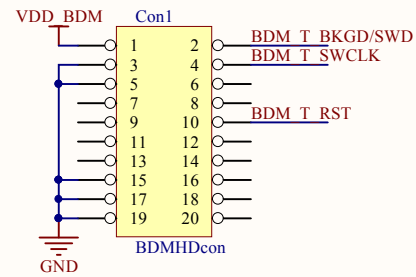 VDD_BDM Con1
1 2 BDM_T_BKGD/SWD
3 4 BDM_T_SWCLK
5 6
7 8
9 10 BDM_T_RST
11 12
13 14
15 16
17 18
19 20
GND BDMHDcon